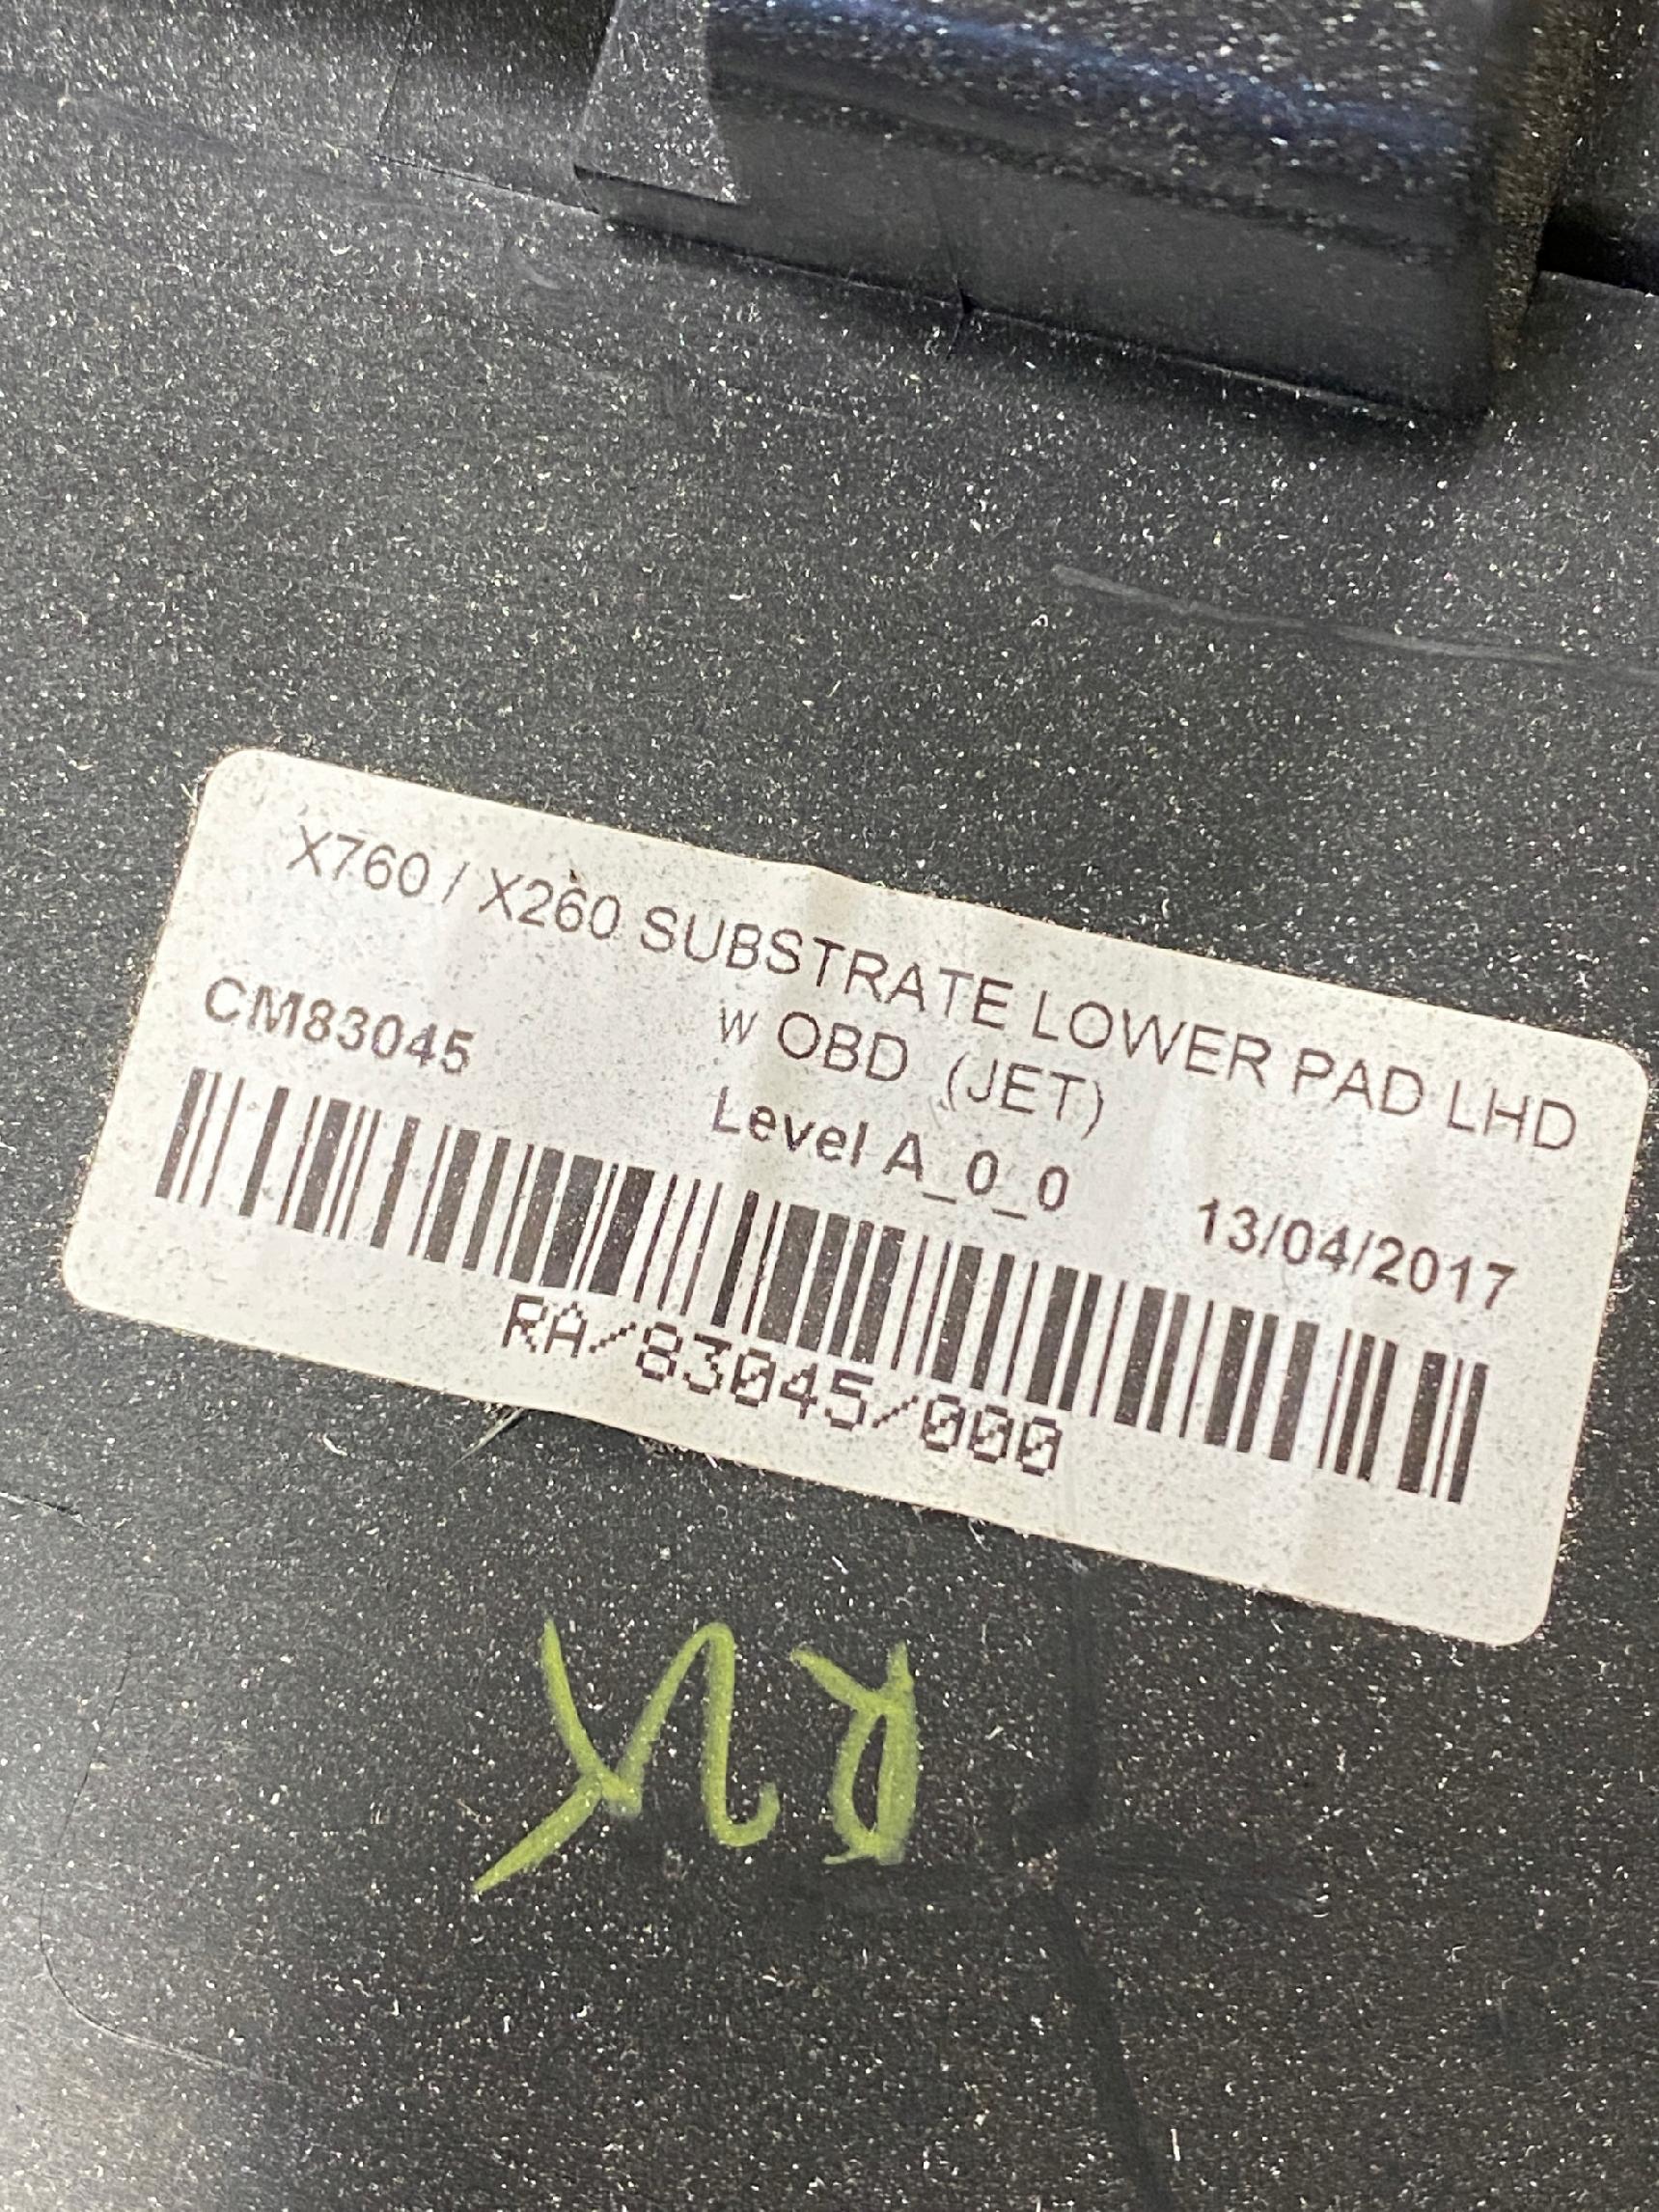 X760 / X260 SUBSTRATE LOWER PAD LHD
w OBD (JET)
CM83045
Level A_0_0
13/04/2017
RA/83045/000